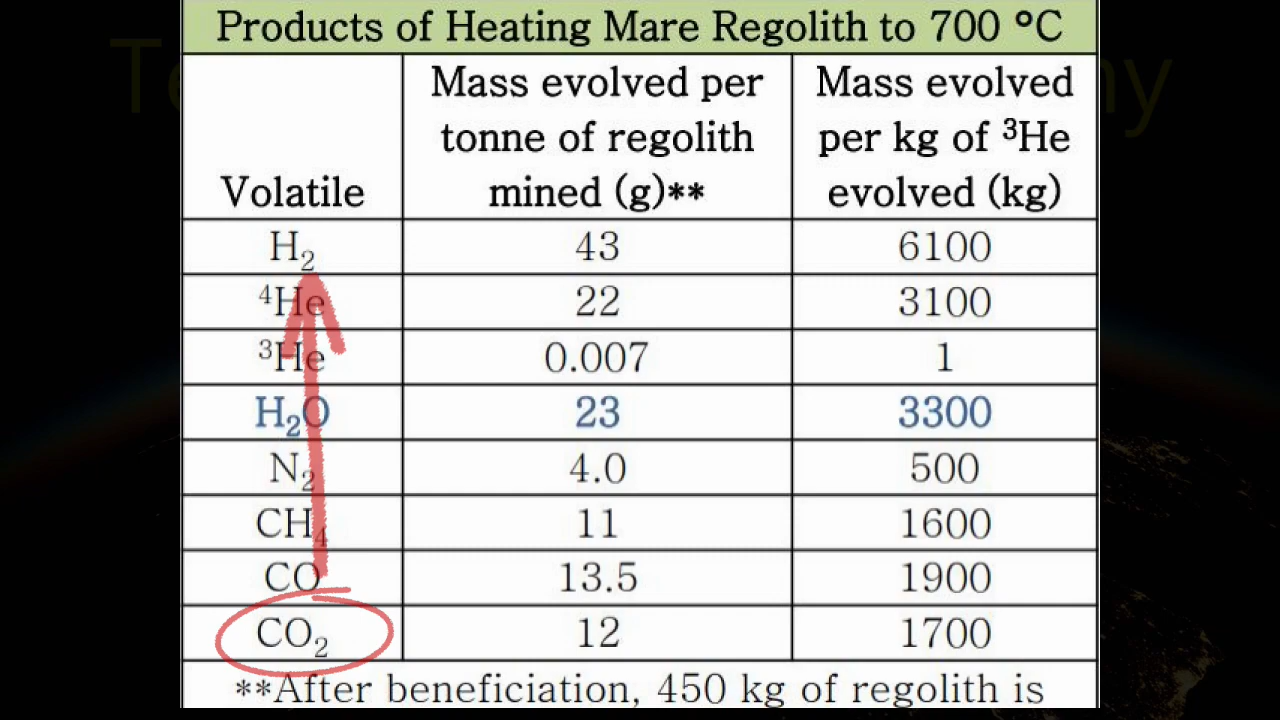 Products of Heating Mare Regolith to 700 °C
Volatile
Mass evolved per tonne of regolith mined (g)**
Mass evolved per kg of ³He evolved (kg)
H₂ 43 6100
⁴He 22 3100
³He 0.007 1
H₂O 23 3300
N₂ 4.0 500
CH₄ 11 1600
CO 13.5 1900
CO₂ 12 1700
**After beneficiation, 450 kg of regolith is